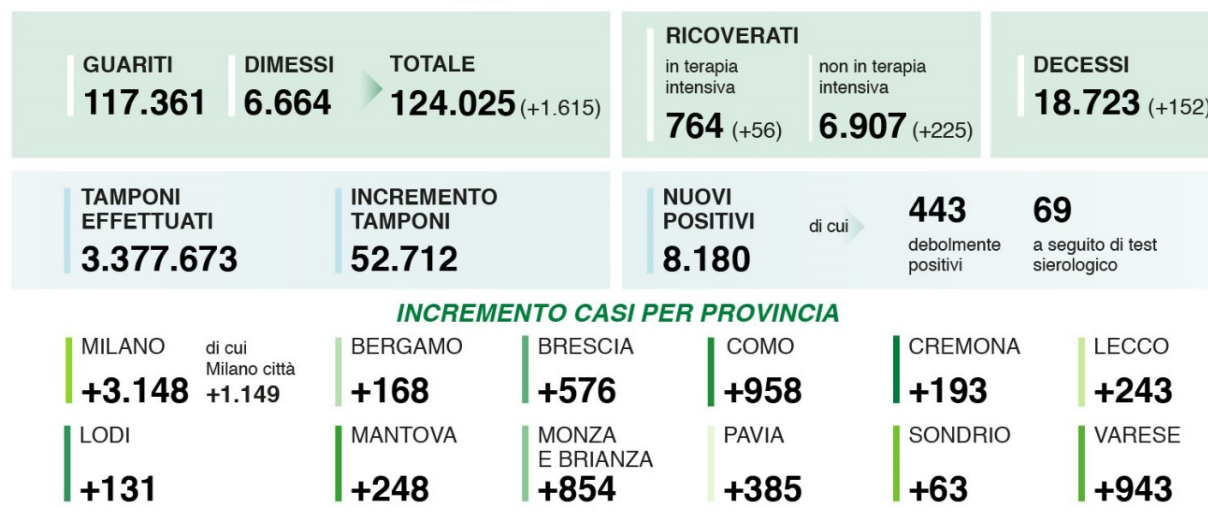 GUARITI
117.361
DIMESSI
6.664
TOTALE
124.025 (+1.615)
RICOVERATI
in terapia
intensiva
764 (+56)
non in terapia
intensiva
6.907 (+225)
DECESSI
18.723 (+152)
TAMPONI
EFFETTUATI
3.377.673
INCREMENTO
TAMPONI
52.712
NUOVI
POSITIVI
8.180
di cui
443
debolmente
positivi
69
a seguito di test
sierologico
INCREMENTO CASI PER PROVINCIA
MILANO
+3.148
di cui
Milano città
+1.149
BERGAMO
+168
BRESCIA
+576
COMO
+958
CREMONA
+193
LECCO
+243
LODI
+131
MANTOVA
+248
MONZA
E BRIANZA
+854
PAVIA
+385
SONDRIO
+63
VARESE
+943